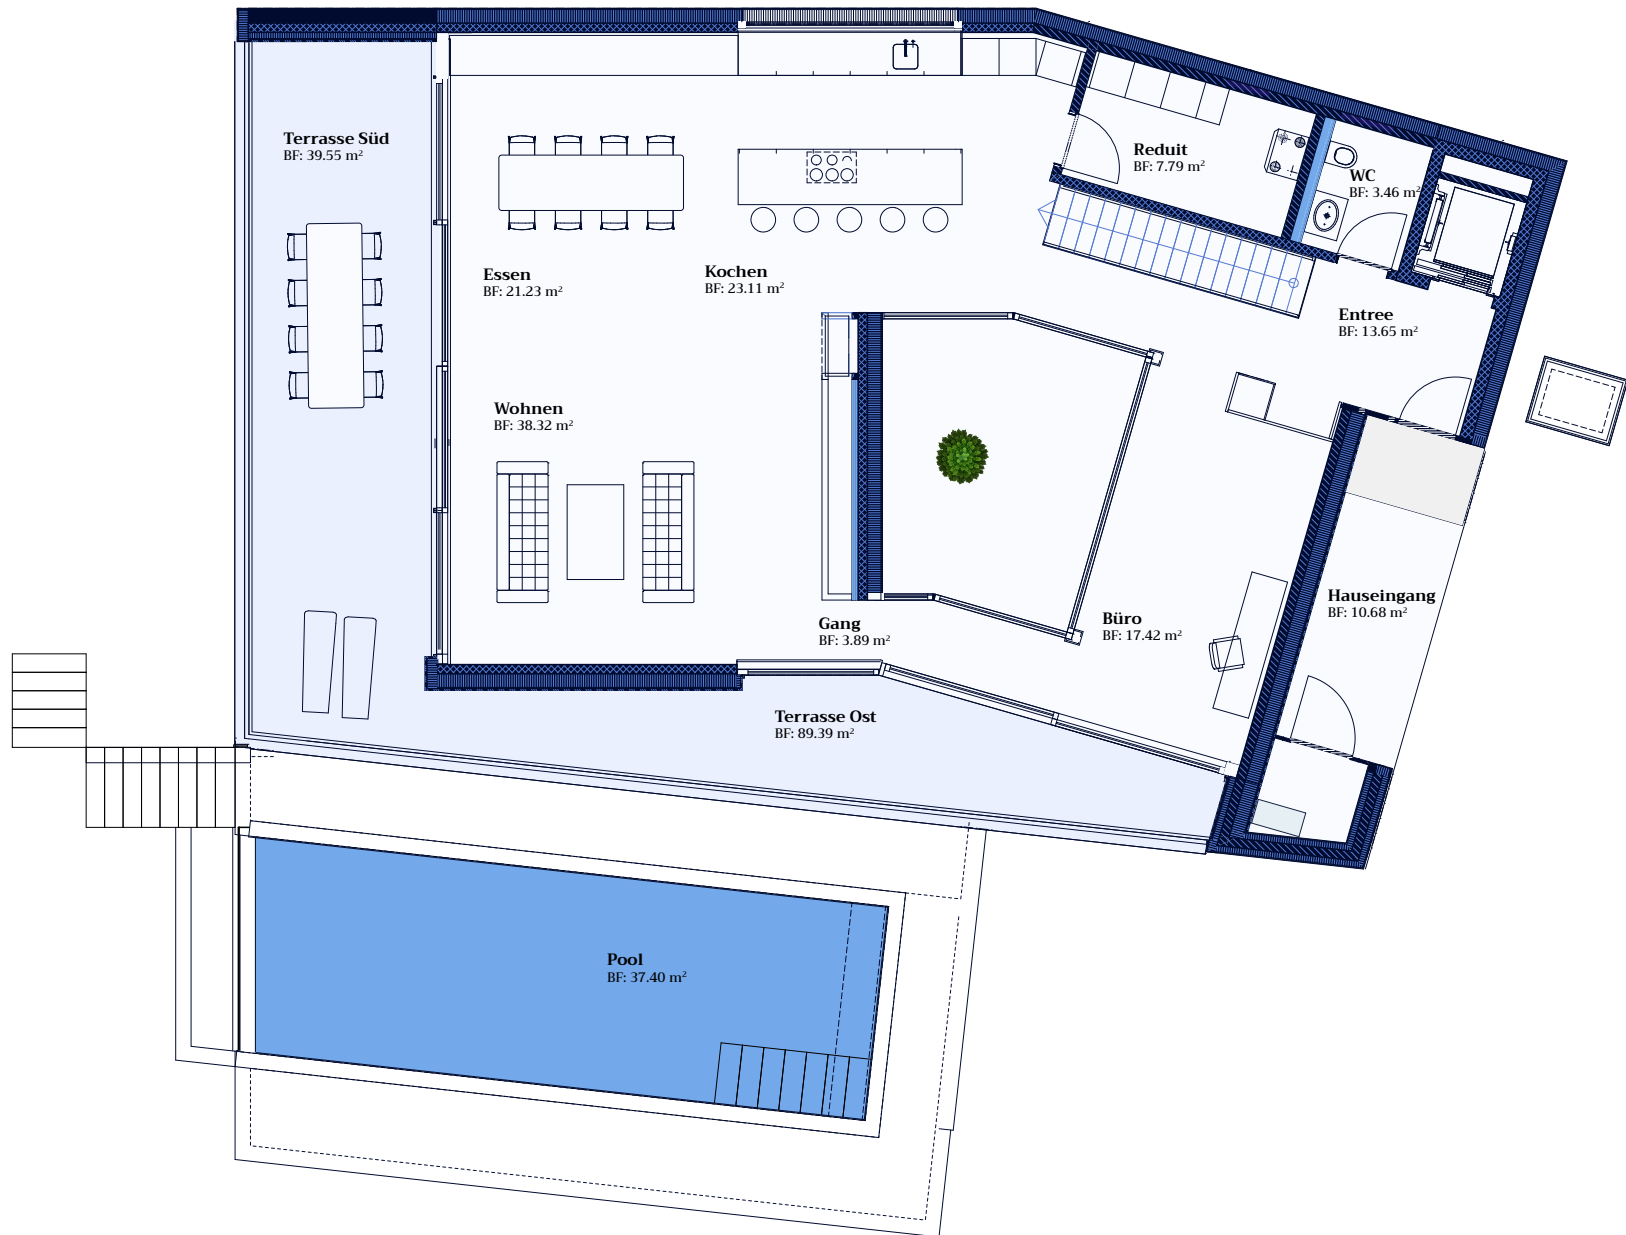 Terrasse Süd
BF: 39.55 m²
Reduit
BF: 7.79 m²
WC
BF: 3.46 m²
Essen
BF: 21.23 m²
Kochen
BF: 23.11 m²
Entree
BF: 13.65 m²
Wohnen
BF: 38.32 m²
Gang
BF: 3.89 m²
Büro
BF: 17.42 m²
Hauseingang
BF: 10.68 m²
Terrasse Ost
BF: 89.39 m²
Pool
BF: 37.40 m²